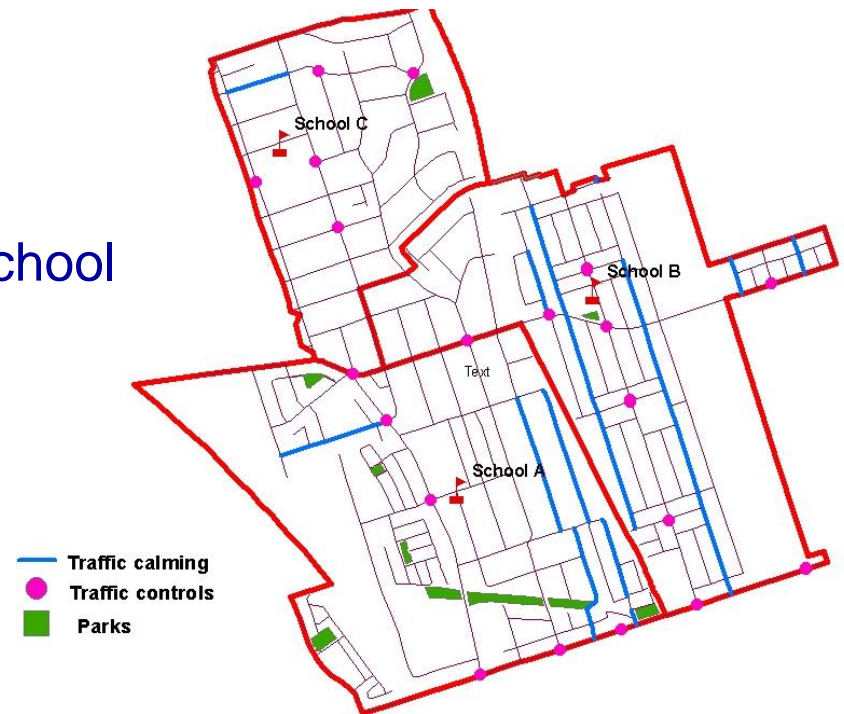 School C
chool
School B
Text
School A
Traffic calming
Traffic controls
Parks